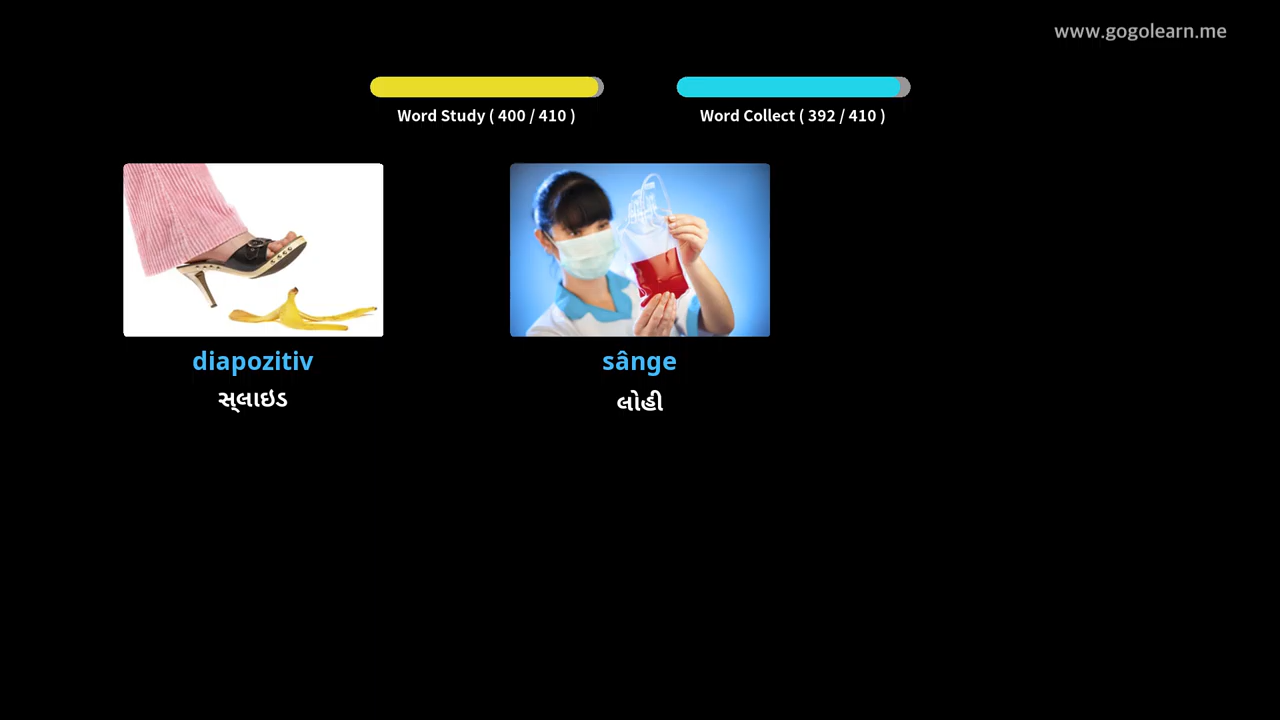 www.gogolearn.me
Word Study ( 400 / 410 )
Word Collect ( 392 / 410 )
diapozitiv
સ્લાઇડ
sânge
લોહી